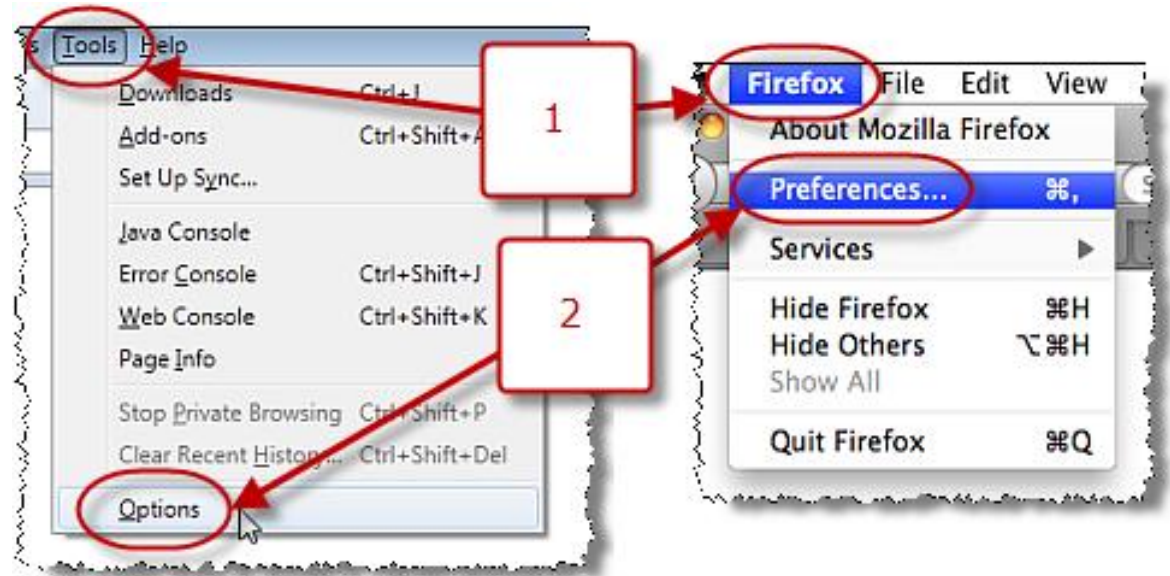 s Tools Help
Downloads Ctrl+J
Add-ons Ctrl+Shift+A
Set Up Sync...
Java Console
Error Console Ctrl+Shift+J
Web Console Ctrl+Shift+K
Page Info
Stop Private Browsing Ctrl+Shift+P
Clear Recent History... Ctrl+Shift+Del
Options
1
2
Firefox File Edit View
About Mozilla Firefox
Preferences... ⌘,
S
Services ▶
Hide Firefox ⌘H
Hide Others ⌥⌘H
Show All
Quit Firefox ⌘Q